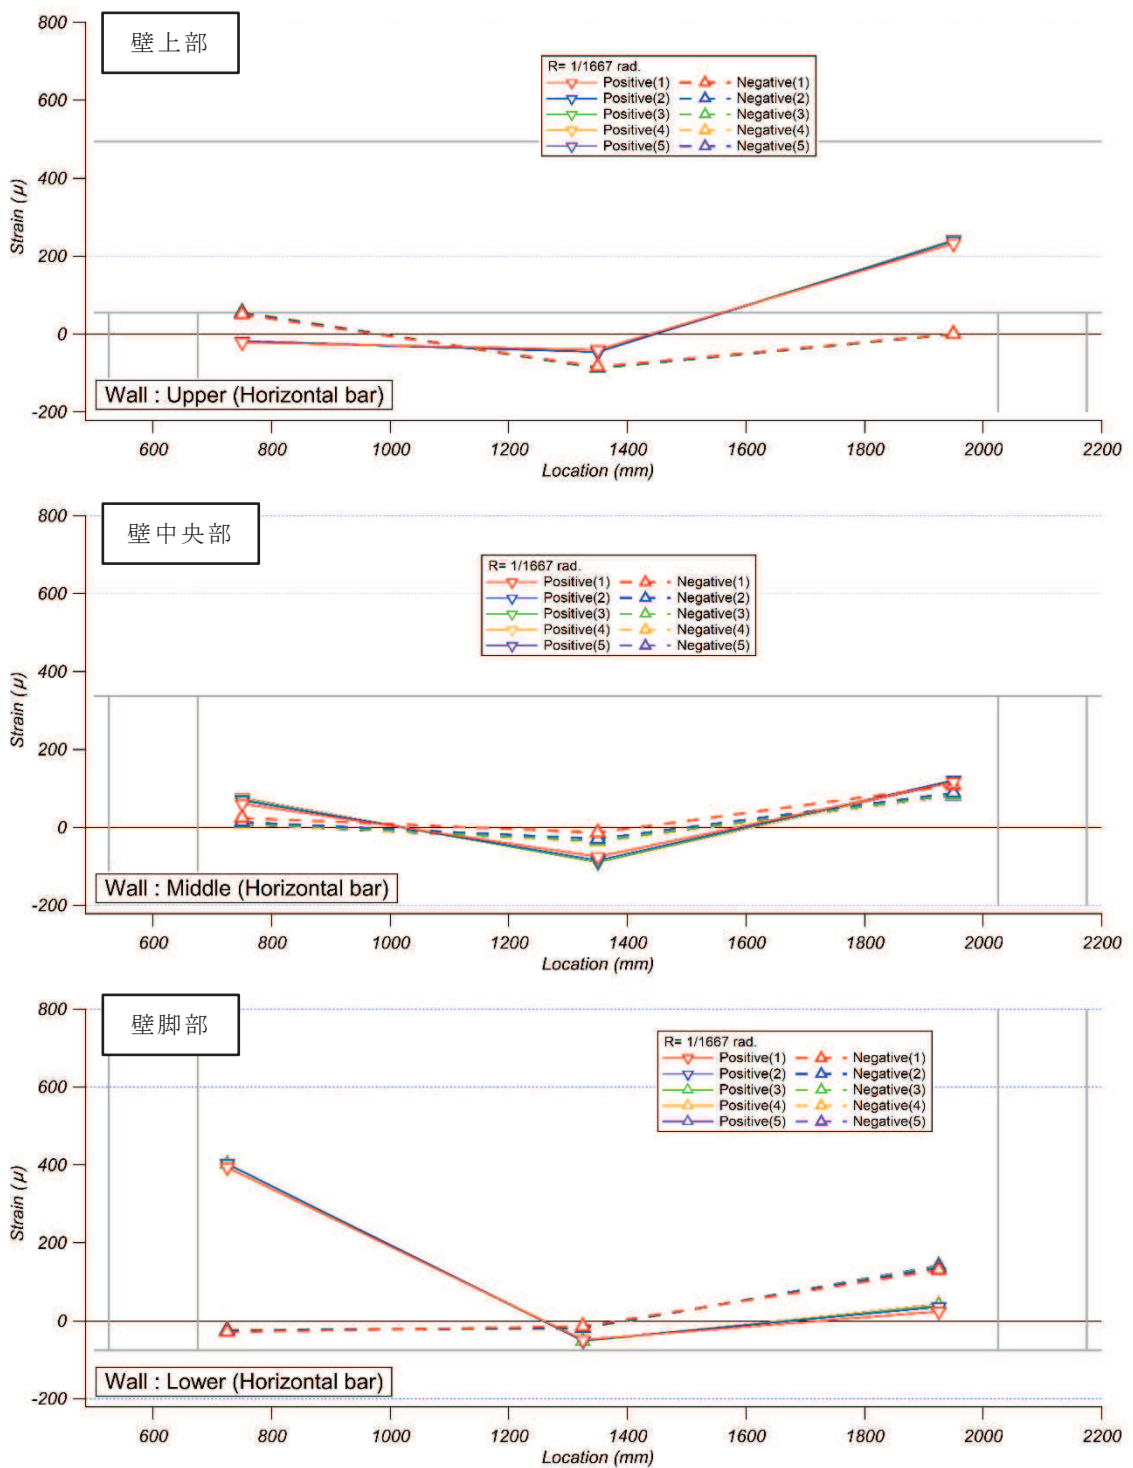 壁上部
800
600
400
200
0
-200
Strain (μ)
R= 1/1667 rad.
Positive(1) Negative(1)
Positive(2) Negative(2)
Positive(3) Negative(3)
Positive(4) Negative(4)
Positive(5) Negative(5)
Wall : Upper (Horizontal bar)
600 800 1000 1200 1400 1600 1800 2000 2200
Location (mm)
壁中央部
800
600
400
200
0
-200
Strain (μ)
R= 1/1667 rad.
Positive(1) Negative(1)
Positive(2) Negative(2)
Positive(3) Negative(3)
Positive(4) Negative(4)
Positive(5) Negative(5)
Wall : Middle (Horizontal bar)
600 800 1000 1200 1400 1600 1800 2000 2200
Location (mm)
壁脚部
800
600
400
200
0
-200
Strain (μ)
R= 1/1667 rad.
Positive(1) Negative(1)
Positive(2) Negative(2)
Positive(3) Negative(3)
Positive(4) Negative(4)
Positive(5) Negative(5)
Wall : Lower (Horizontal bar)
600 800 1000 1200 1400 1600 1800 2000 2200
Location (mm)